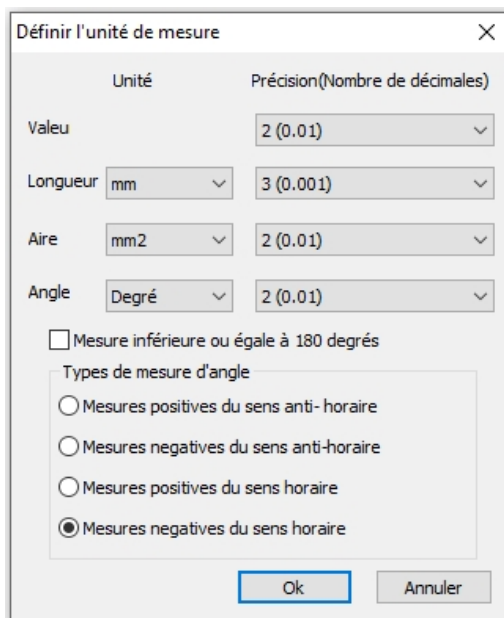 Définir l'unité de mesure
Unité Précision(Nombre de décimales)
Valeu 2 (0.01)
Longueur mm 3 (0.001)
Aire mm2 2 (0.01)
Angle Degré 2 (0.01)
Mesure inférieure ou égale à 180 degrés
Types de mesure d'angle
Mesures positives du sens anti- horaire
Mesures negatives du sens anti-horaire
Mesures positives du sens horaire
Mesures negatives du sens horaire
Ok Annuler